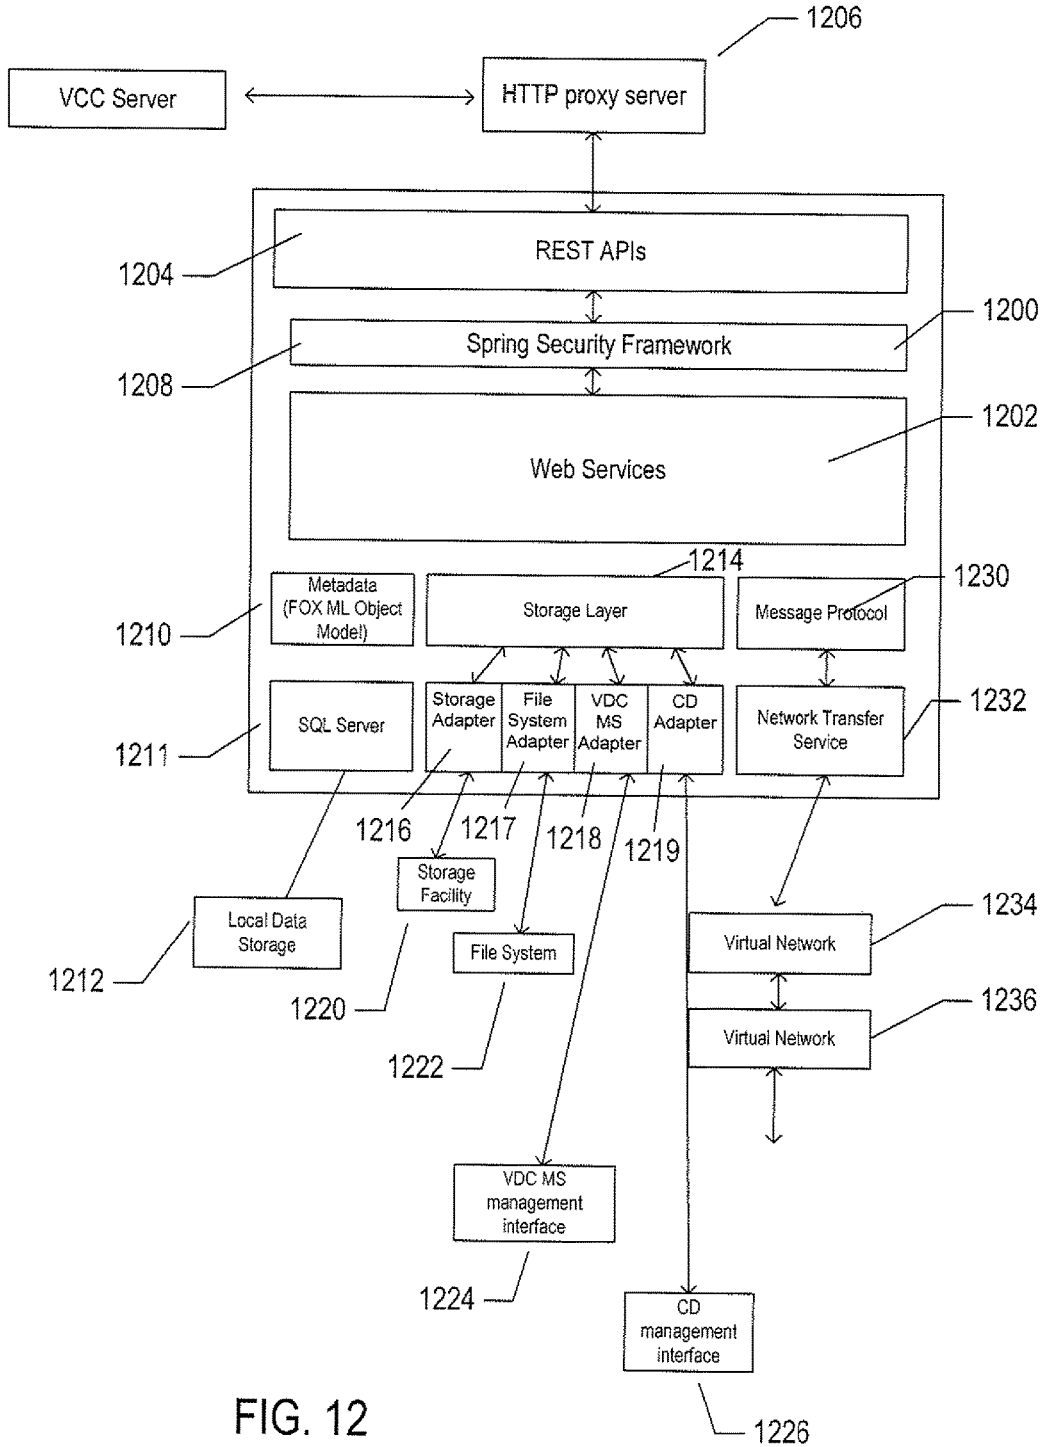 1206
VCC Server
HTTP proxy server
REST APIs
1204
1200
Spring Security Framework
1208
1202
Web Services
1214
1230
Metadata
(FOX ML Object
Model)
Storage Layer
Message Protocol
1210
Storage
Adapter
File
System
Adapter
VDC
MS
Adapter
CD
Adapter
SQL Server
Network Transfer
Service
1232
1211
1216
1217
1218
1219
Storage
Facility
Local Data
Storage
1234
Virtual Network
File System
1212
1220
1236
Virtual Network
1222
VDC MS
management
interface
1224
CD
management
interface
FIG. 12
1226